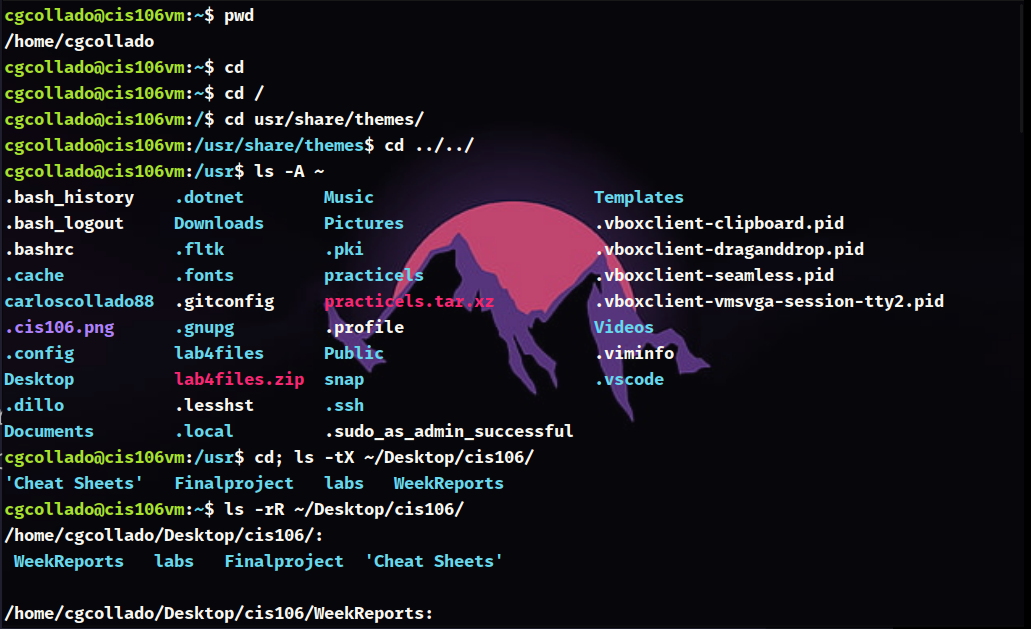 cgcollado@cis106vm:~$ pwd
/home/cgcollado
cgcollado@cis106vm:~$ cd
cgcollado@cis106vm:~$ cd /
cgcollado@cis106vm:/$ cd usr/share/themes/
cgcollado@cis106vm:/usr/share/themes$ cd ../../
cgcollado@cis106vm:/usr$ ls -A ~
.bash_history    .dotnet        Music                      Templates
.bash_logout     Downloads      Pictures                   .vboxclient-clipboard.pid
.bashrc          .fltk          .pki                       .vboxclient-draganddrop.pid
.cache           .fonts         practicels                 .vboxclient-seamless.pid
carloscollado88  .gitconfig     practicels.tar.xz          .vboxclient-vmsvga-session-tty2.pid
.cis106.png      .gnupg         .profile                   Videos
.config          lab4files      Public                     .viminfo
Desktop          lab4files.zip  snap                       .vscode
.dillo           .lesshst       .ssh
Documents        .local         .sudo_as_admin_successful
cgcollado@cis106vm:/usr$ cd; ls -tX ~/Desktop/cis106/
'Cheat Sheets'   Finalproject   labs   WeekReports
cgcollado@cis106vm:~$ ls -rR ~/Desktop/cis106/
/home/cgcollado/Desktop/cis106/:
 WeekReports   labs   Finalproject  'Cheat Sheets'
/home/cgcollado/Desktop/cis106/WeekReports: